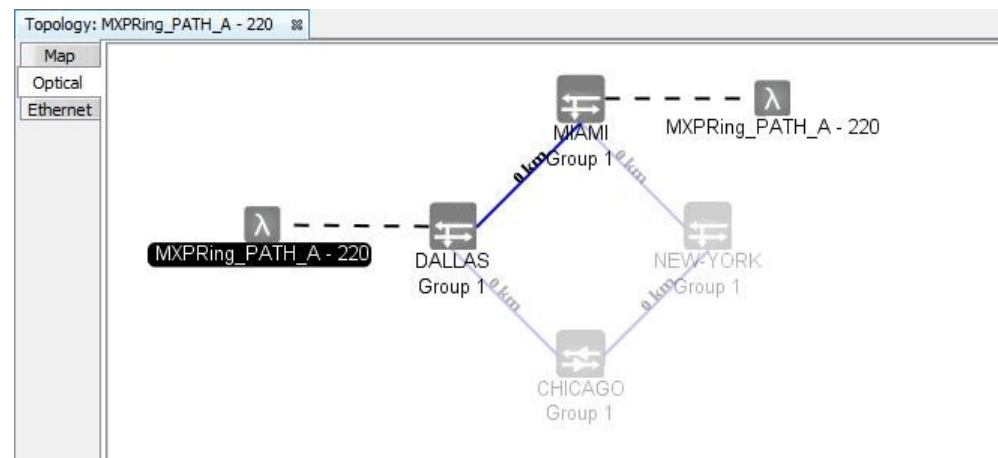 Topology: MXPRing_PATH_A - 220
Map
Optical
Ethernet
λ
MIAMI
Group 1
MXPRing_PATH_A - 220
0 km
0 km
λ
MXPRing_PATH_A - 220
DALLAS
Group 1
NEW-YORK
Group 1
0 km
0 km
CHICAGO
Group 1